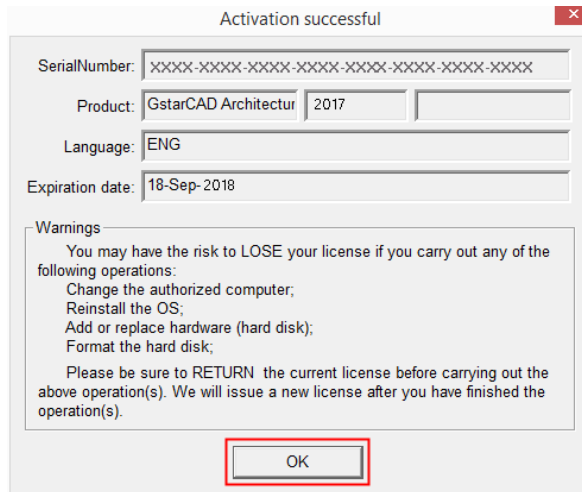 Activation successful
SerialNumber: XXXX-XXXX-XXXX-XXXX-XXXX-XXXX-XXXX-XXXX
Product: GstarCAD Architectur 2017
Language: ENG
Expiration date: 18-Sep-2018
Warnings
You may have the risk to LOSE your license if you carry out any of the
following operations:
Change the authorized computer;
Reinstall the OS;
Add or replace hardware (hard disk);
Format the hard disk;
Please be sure to RETURN the current license before carrying out the
above operation(s). We will issue a new license after you have finished the
operation(s).
OK